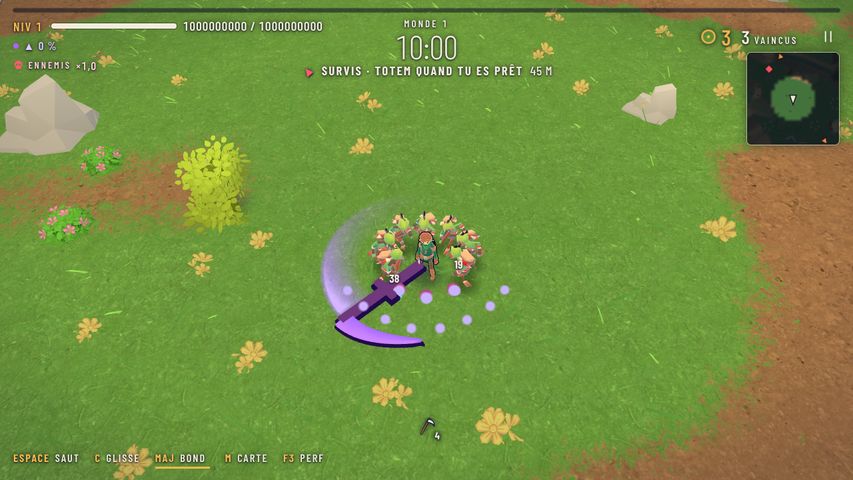 NIV 1 1000000000 / 1000000000
▲ 0 %
ENNEMIS ×1,0
MONDE 1
10:00
SURVIS · TOTEM QUAND TU ES PRÊT 45 M
3 3 VAINCUS
38
19
4
ESPACE SAUT C GLISSE MAJ BOND M CARTE F3 PERF